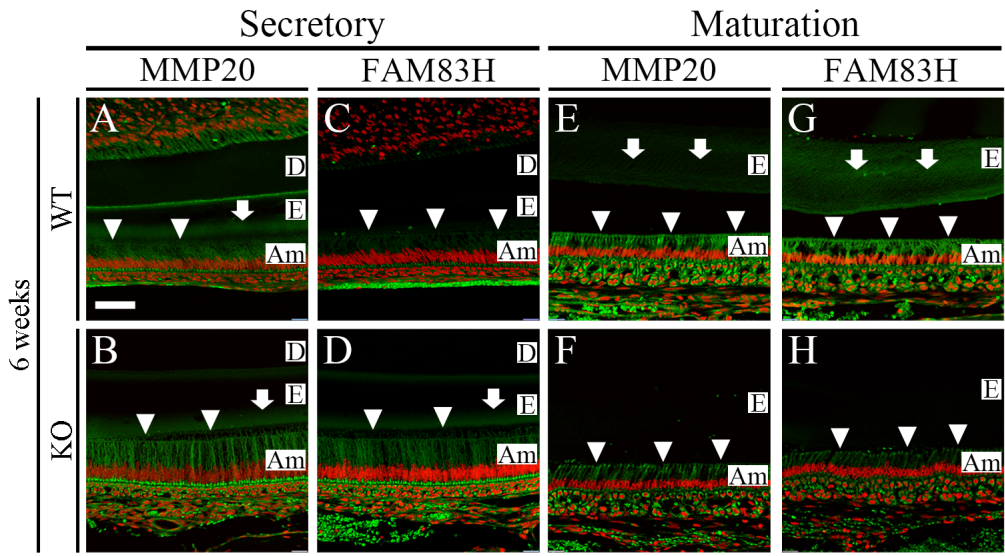 Secretory Maturation
MMP20 FAM83H MMP20 FAM83H
6 weeks
WT
A D E Am
C D E Am
E E Am
G E Am
KO
B D E Am
D D E Am
F E Am
H E Am